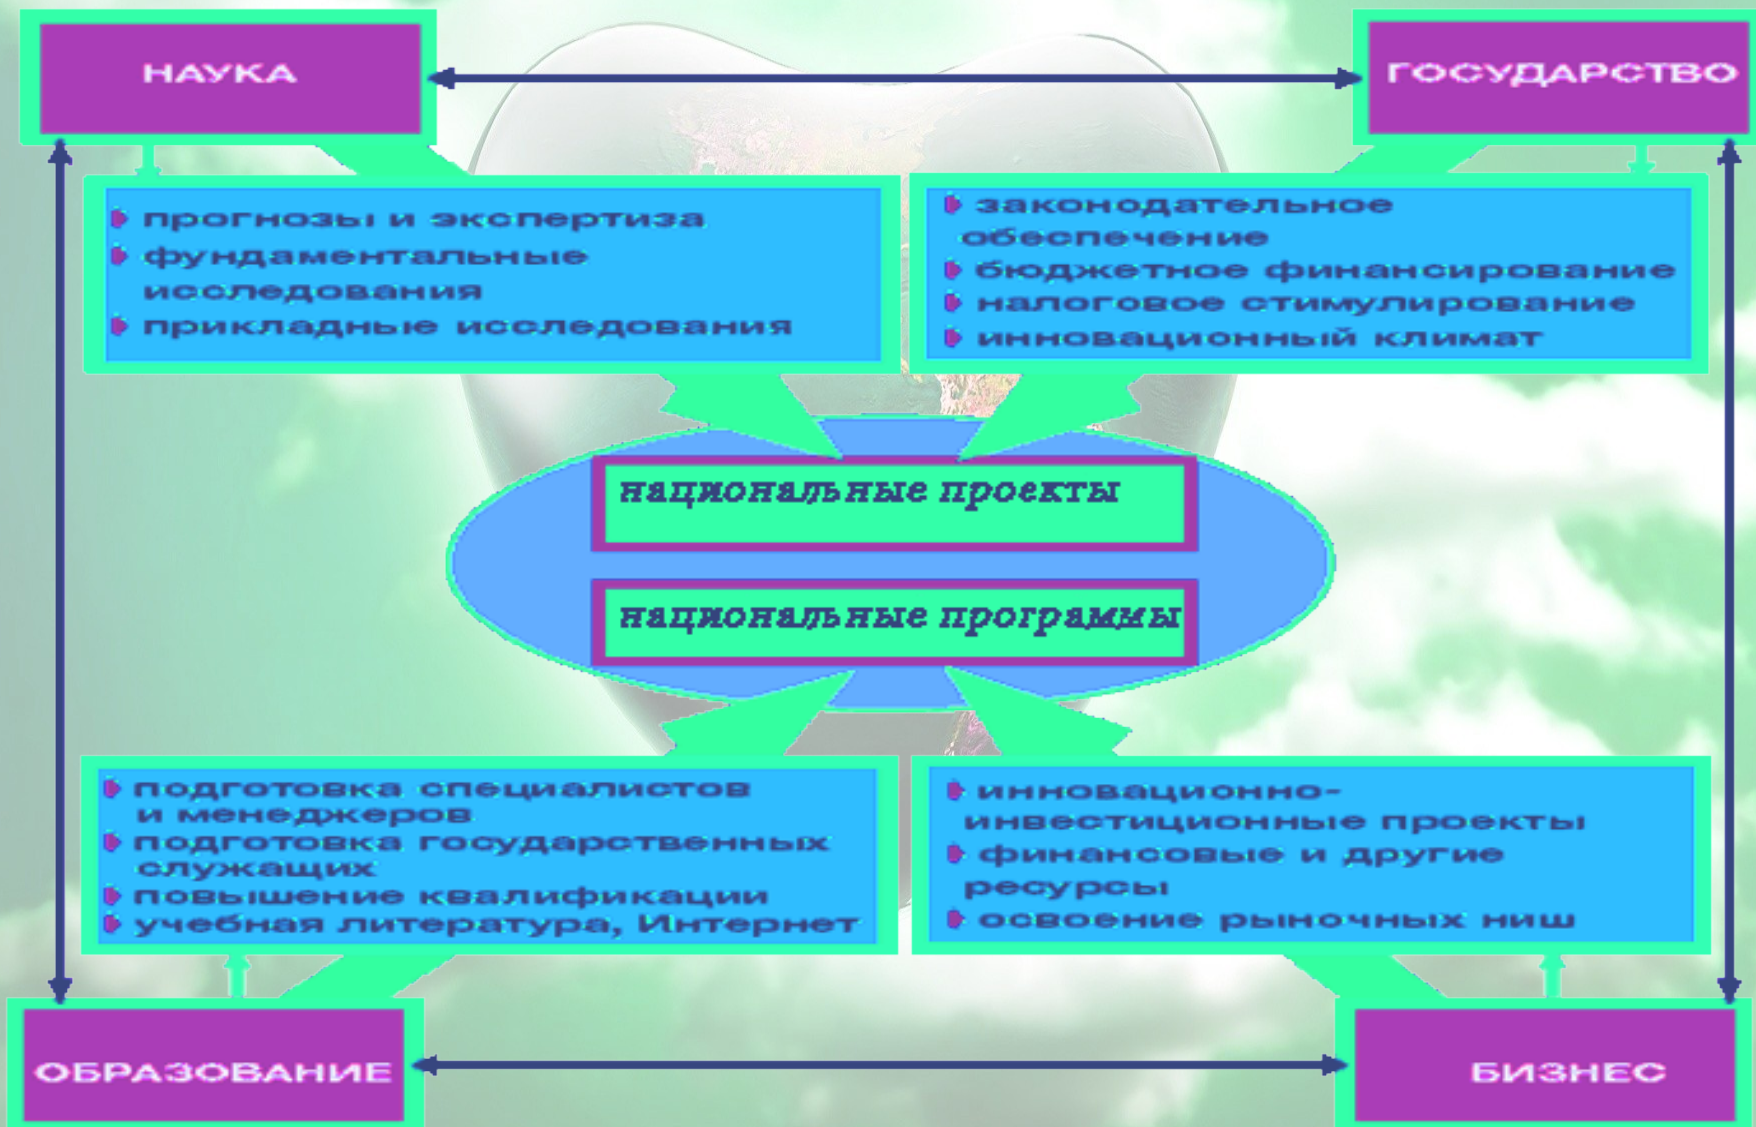 НАУКА
ГОСУДАРСТВО
прогнозы и экспертиза
фундаментальные
исследования
прикладные исследования
законодательное
обеспечение
бюджетное финансирование
налоговое стимулирование
инновационный климат
национальные проекты
национальные программы
подготовка специалистов
и менеджеров
подготовка государственных
служащих
повышение квалификации
учебная литература, Интернет
инновационно-
инвестиционные проекты
финансовые и другие
ресурсы
освоение рыночных ниш
ОБРАЗОВАНИЕ
БИЗНЕС